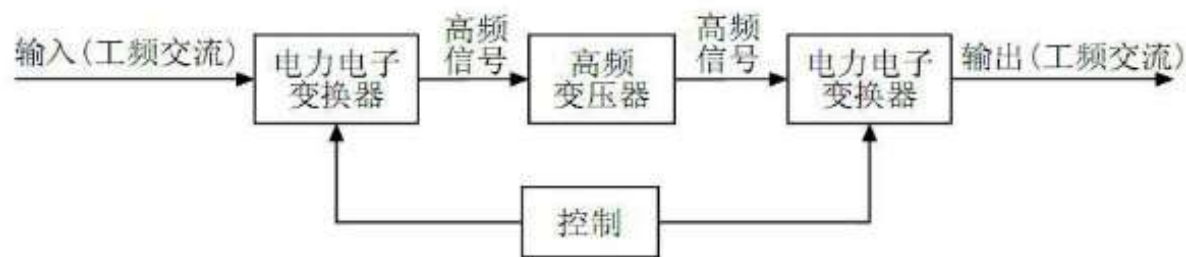 输入(工频交流)
电力电子
变换器
高频
信号
高频
变压器
高频
信号
电力电子
变换器
输出(工频交流)
控制